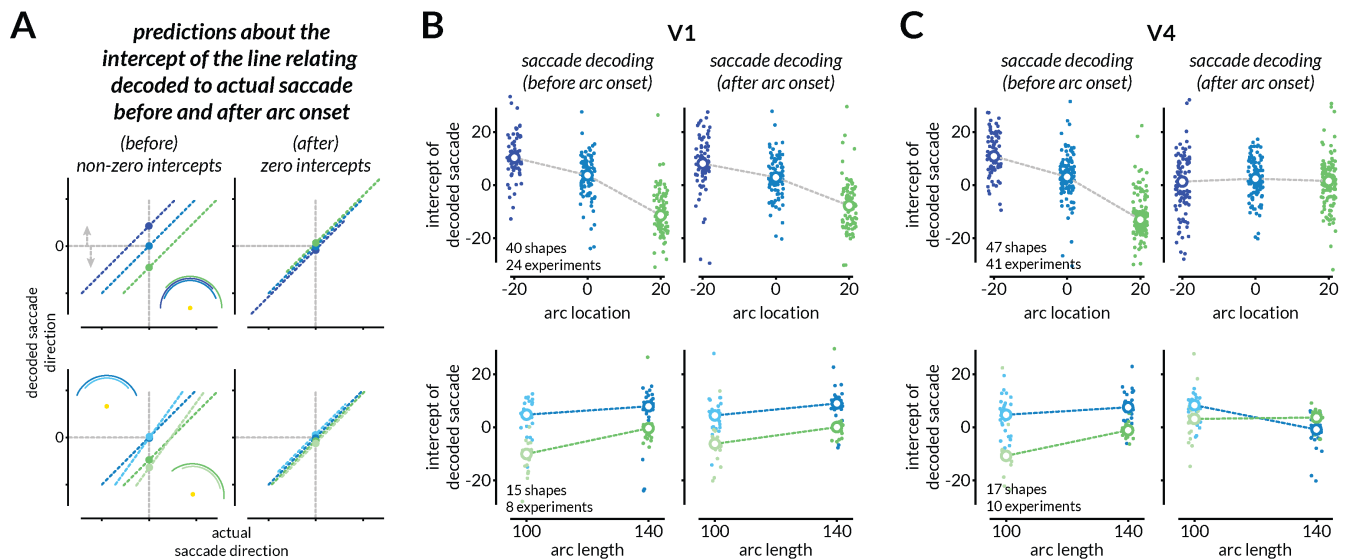 A
predictions about the
intercept of the line relating
decoded to actual saccade
before and after arc onset
(before)
non-zero intercepts
(after)
zero intercepts
0
0
decoded saccade
direction
actual
saccade direction
B
V1
saccade decoding
(before arc onset)
saccade decoding
(after arc onset)
intercept of
decoded saccade
20
0
-20
40 shapes
24 experiments
-20
0
20
-20
0
20
arc location
arc location
intercept of
decoded saccade
20
0
-20
15 shapes
8 experiments
100
140
100
140
arc length
arc length
C
V4
saccade decoding
(before arc onset)
saccade decoding
(after arc onset)
intercept of
decoded saccade
20
0
-20
47 shapes
41 experiments
-20
0
20
-20
0
20
arc location
arc location
intercept of
decoded saccade
20
0
-20
17 shapes
10 experiments
100
140
100
140
arc length
arc length